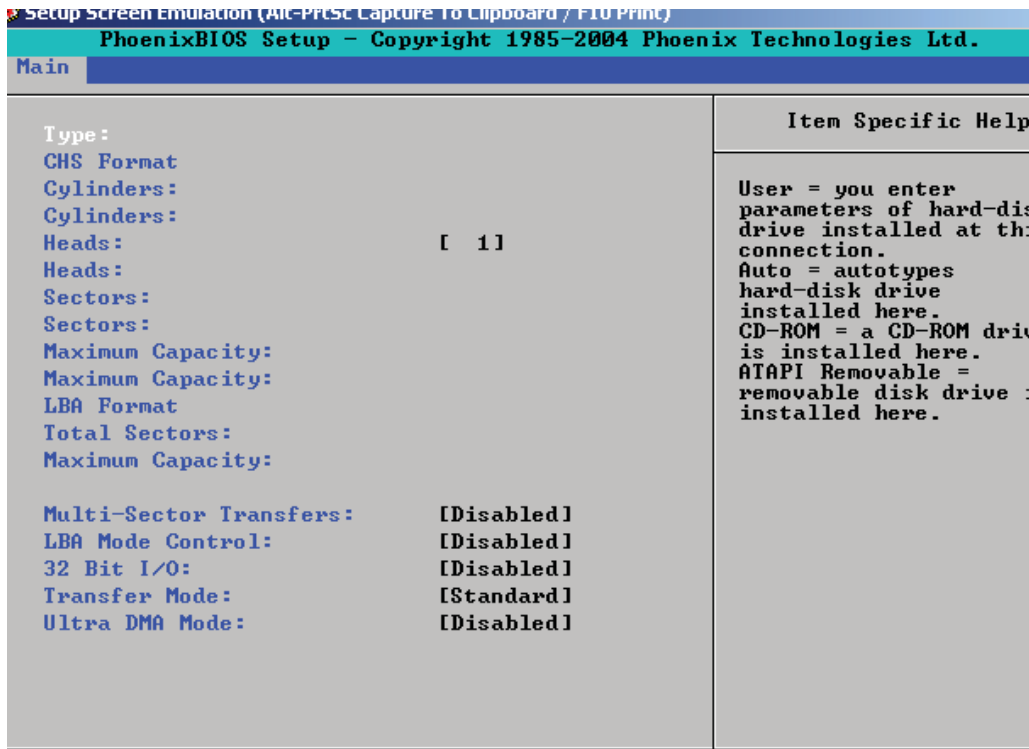 Setup Screen Emulation (Alt-PrtSc Capture To Clipboard / F10 Print)
PhoenixBIOS Setup - Copyright 1985-2004 Phoenix Technologies Ltd.
Main
Type:
CHS Format
Cylinders:
Cylinders:
Heads: [ 1]
Heads:
Sectors:
Sectors:
Maximum Capacity:
Maximum Capacity:
LBA Format
Total Sectors:
Maximum Capacity:
Multi-Sector Transfers: [Disabled]
LBA Mode Control: [Disabled]
32 Bit I/O: [Disabled]
Transfer Mode: [Standard]
Ultra DMA Mode: [Disabled]
Item Specific Help
User = you enter
parameters of hard-dis
drive installed at thi
connection.
Auto = autotypes
hard-disk drive
installed here.
CD-ROM = a CD-ROM driv
is installed here.
ATAPI Removable =
removable disk drive i
installed here.